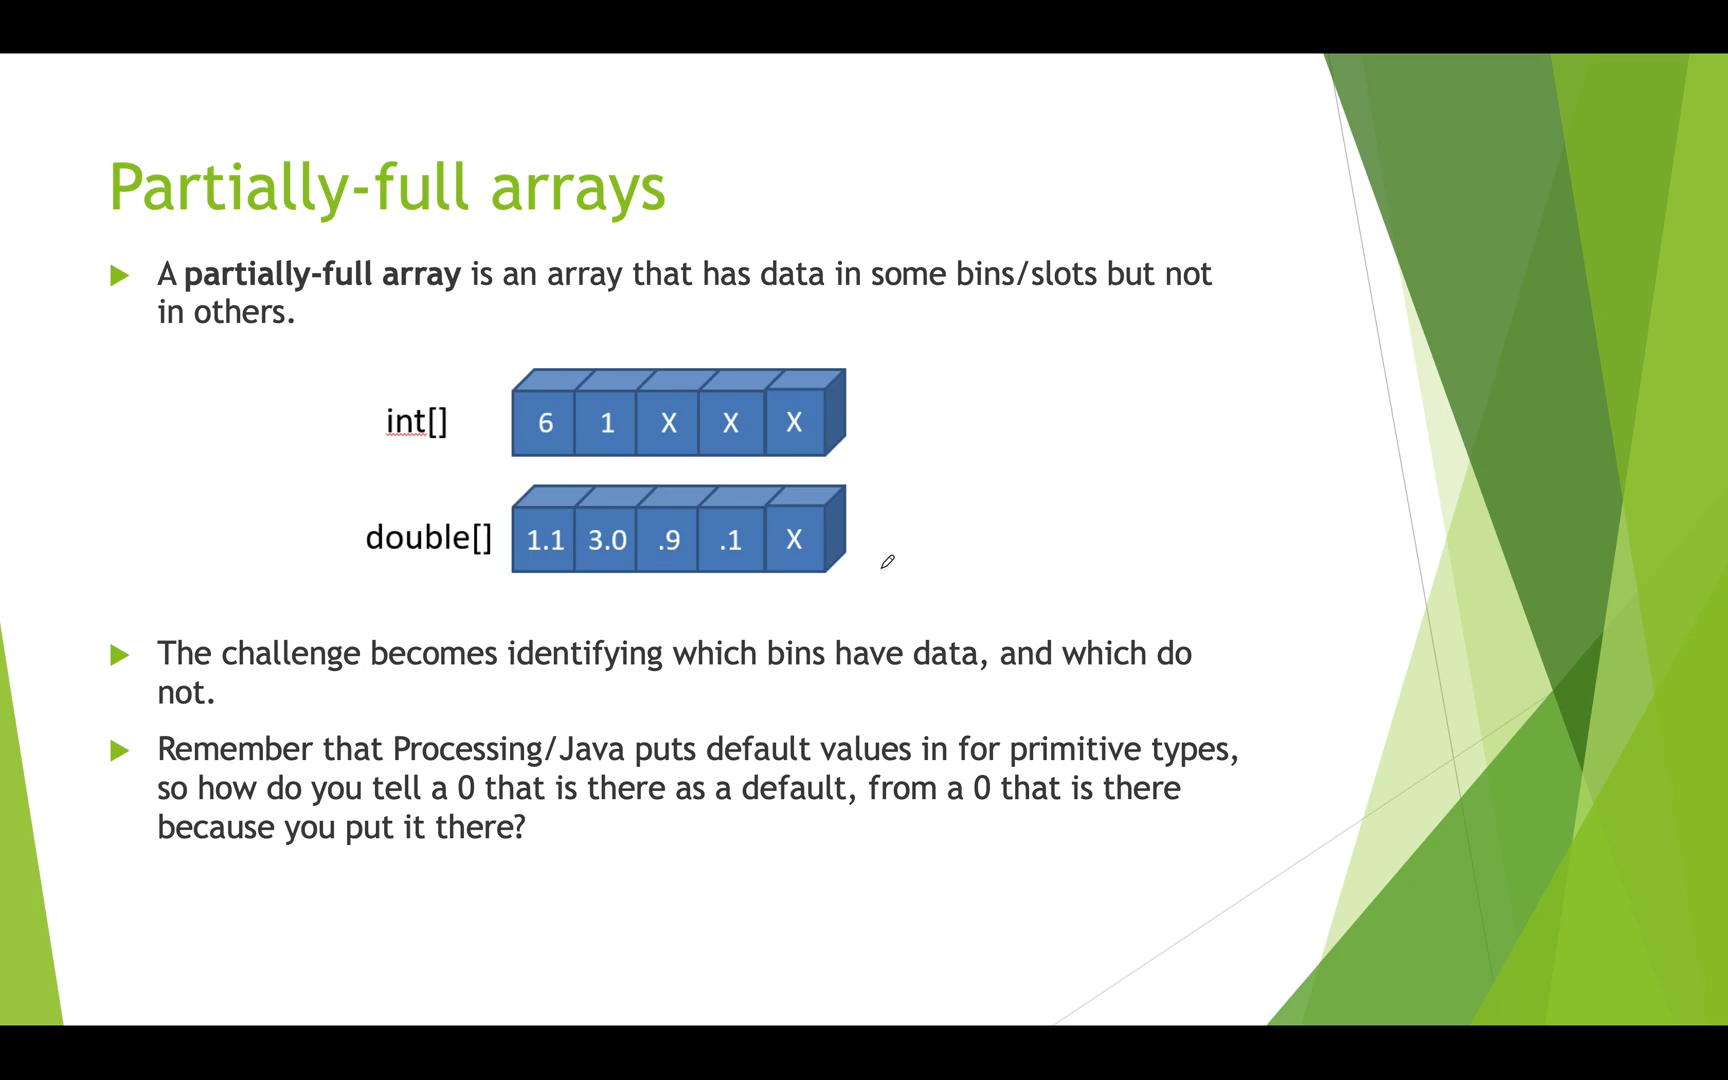 Partially-full arrays
A partially-full array is an array that has data in some bins/slots but not
in others.
int[] 6 1 X X X
double[] 1.1 3.0 .9 .1 X
The challenge becomes identifying which bins have data, and which do
not.
Remember that Processing/Java puts default values in for primitive types,
so how do you tell a 0 that is there as a default, from a 0 that is there
because you put it there?